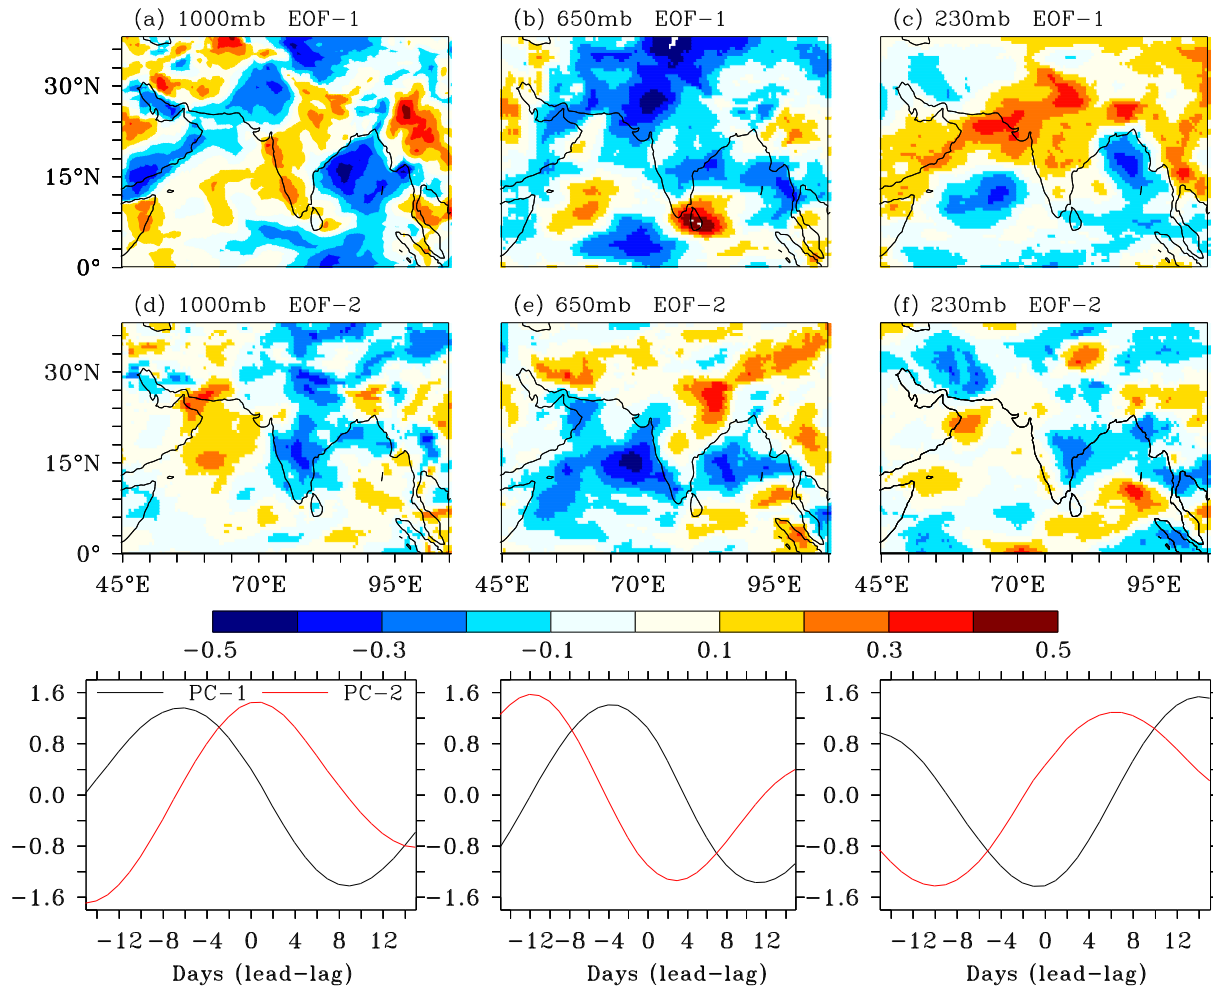 (a) 1000mb EOF−1 (b) 650mb EOF−1 (c) 230mb EOF−1
30°N
15°N
0°
(d) 1000mb EOF−2 (e) 650mb EOF−2 (f) 230mb EOF−2
30°N
15°N
0°
45°E 70°E 95°E 45°E 70°E 95°E 45°E 70°E 95°E
−0.5 −0.3 −0.1 0.1 0.3 0.5
PC−1 PC−2
1.6 1.6 1.6
0.8 0.8 0.8
0.0 0.0 0.0
−0.8 −0.8 −0.8
−1.6 −1.6 −1.6
−12 −8 −4 0 4 8 12 −12 −8 −4 0 4 8 12 −12 −8 −4 0 4 8 12
Days (lead−lag) Days (lead−lag) Days (lead−lag)